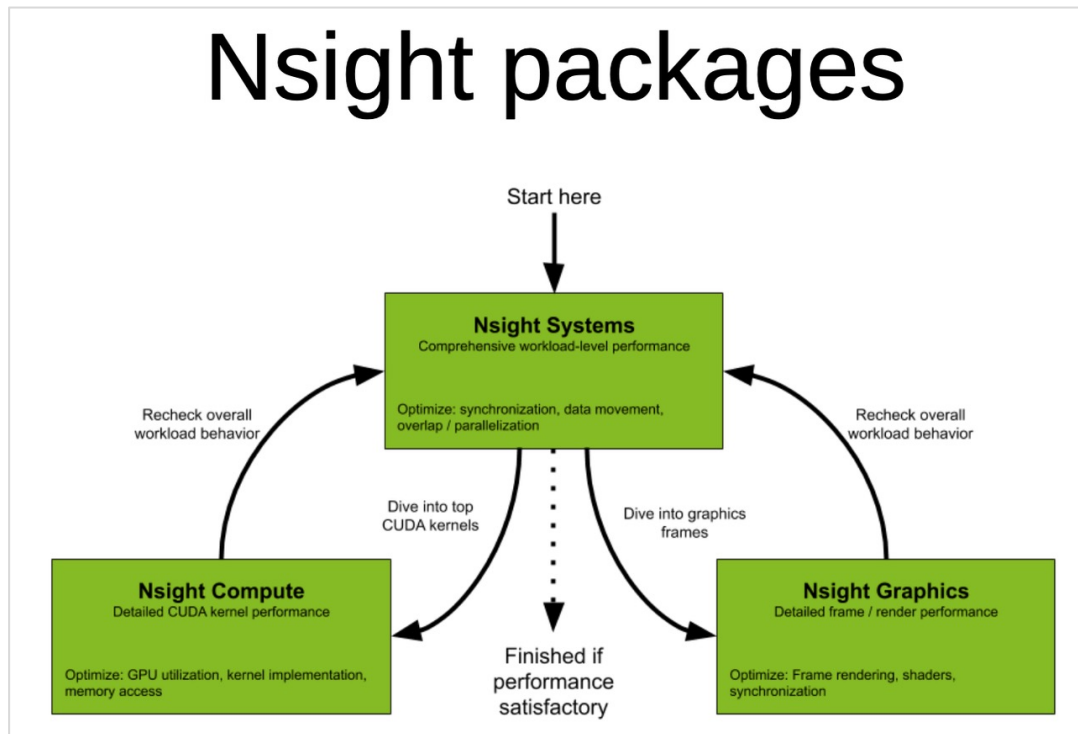 Nsight packages
Start here
Nsight Systems
Comprehensive workload-level performance
Optimize: synchronization, data movement,
overlap / parallelization
Recheck overall
workload behavior
Recheck overall
workload behavior
Dive into top
CUDA kernels
Dive into graphics
frames
Nsight Compute
Detailed CUDA kernel performance
Optimize: GPU utilization, kernel implementation,
memory access
Finished if
performance
satisfactory
Nsight Graphics
Detailed frame / render performance
Optimize: Frame rendering, shaders,
synchronization